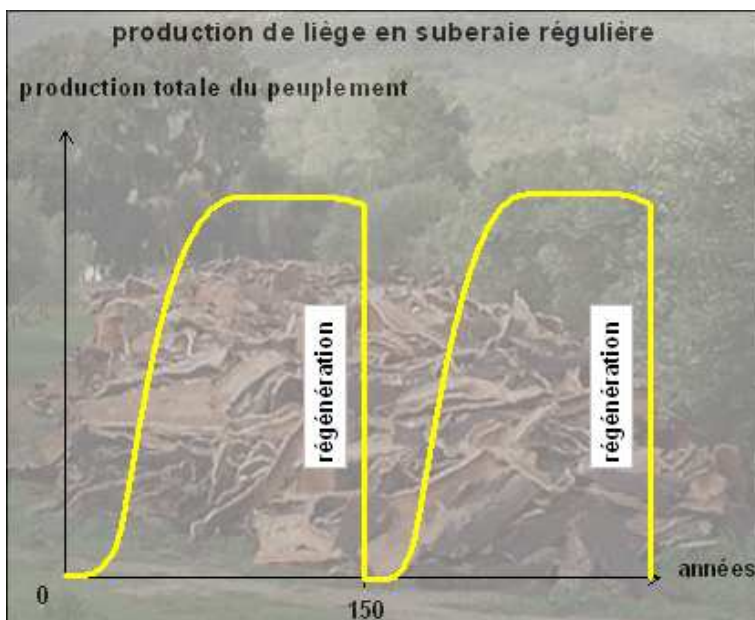 production de liège en suberaie régulière
production totale du peuplement
régénération
régénération
années
0
150